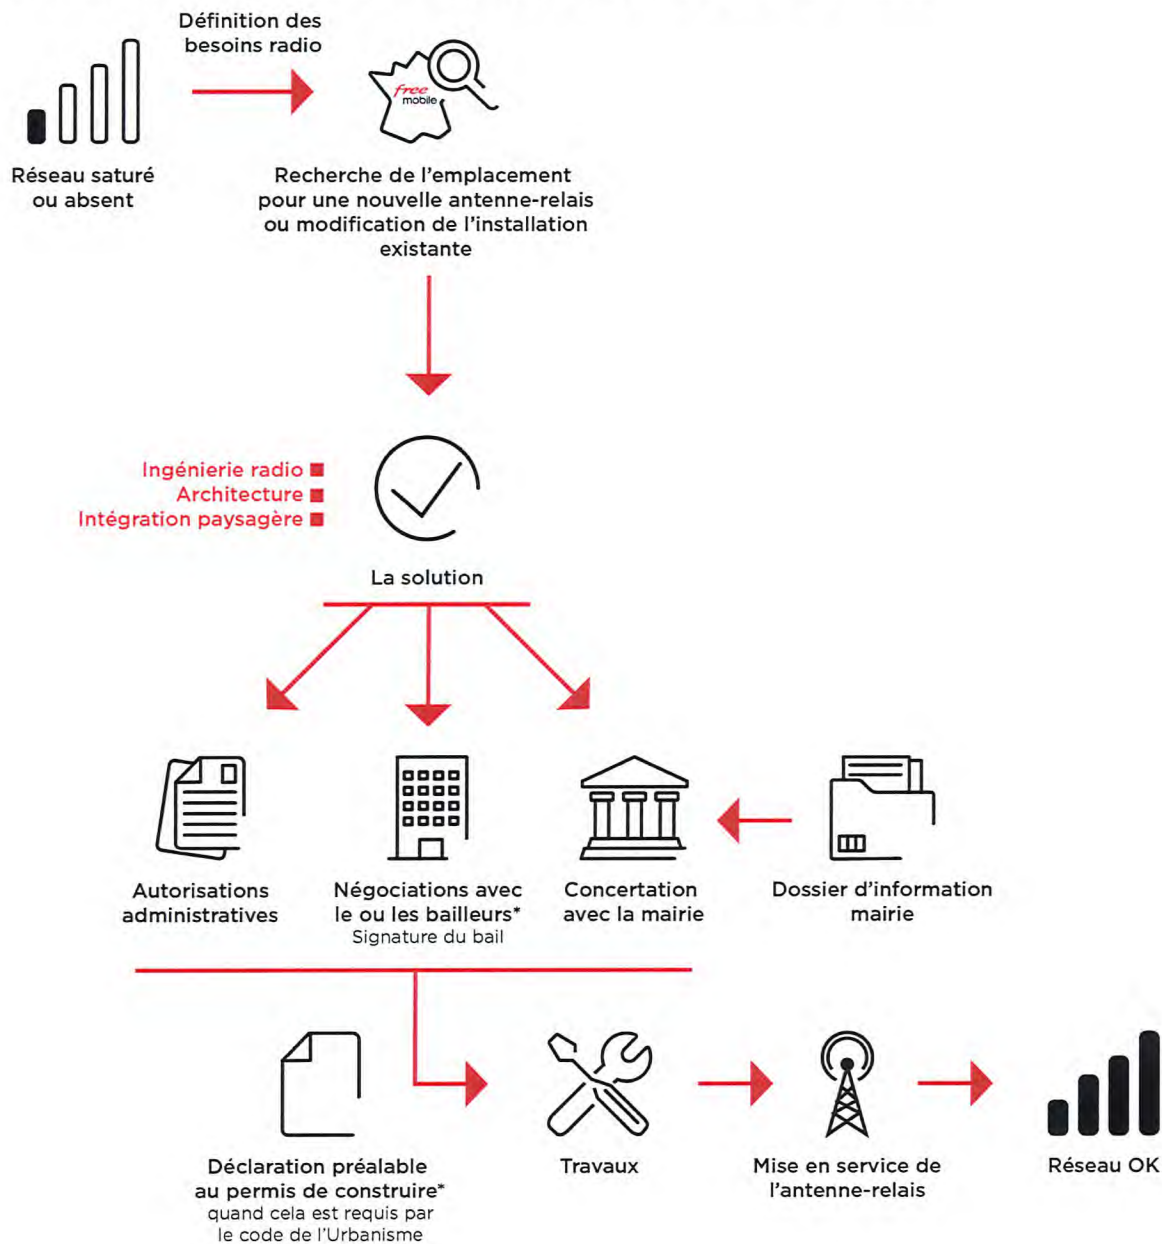 Définition des
besoins radio
free
mobile
Réseau saturé
ou absent
Recherche de l'emplacement
pour une nouvelle antenne-relais
ou modification de l'installation
existante
Ingénierie radio
Architecture
Intégration paysagère
La solution
Autorisations
administratives
Négociations avec
le ou les bailleurs*
Signature du bail
Concertation
avec la mairie
Dossier d'information
mairie
Déclaration préalable
au permis de construire*
quand cela est requis par
le code de l'Urbanisme
Travaux
Mise en service de
l'antenne-relais
Réseau OK